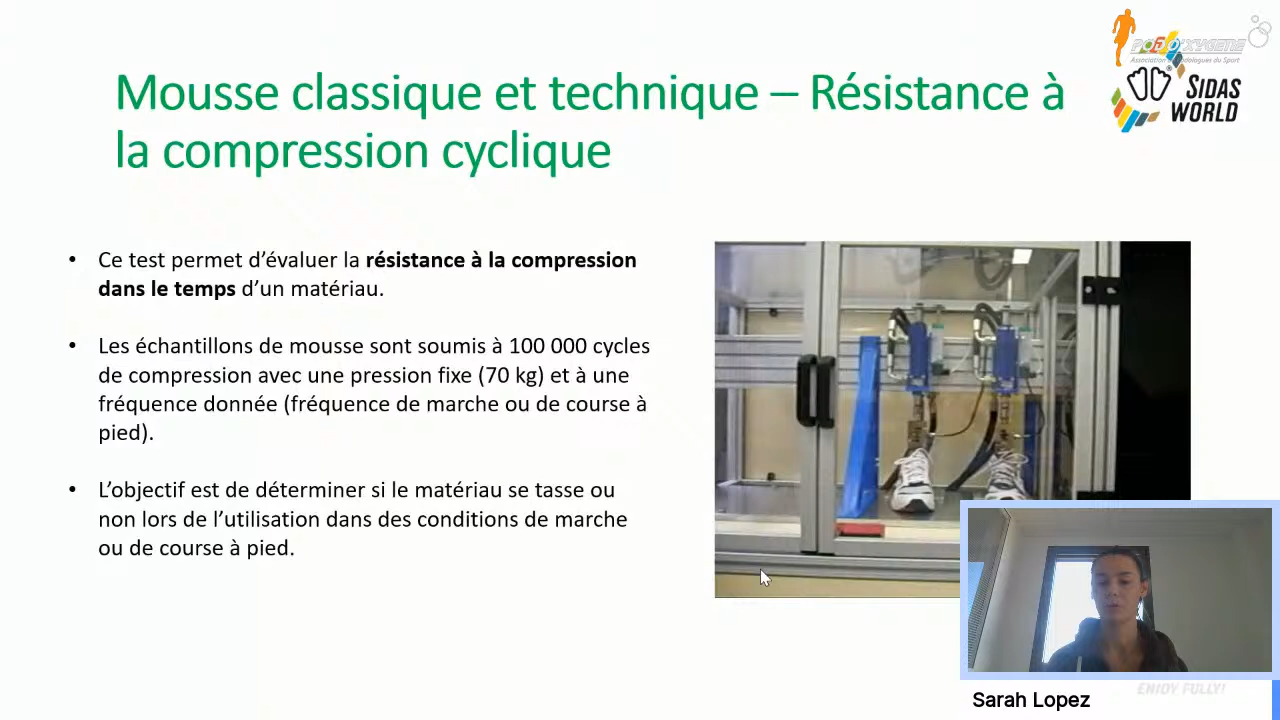 Mousse classique et technique – Résistance à
la compression cyclique
SIDAS
WORLD
• Ce test permet d’évaluer la résistance à la compression
dans le temps d’un matériau.
• Les échantillons de mousse sont soumis à 100 000 cycles
de compression avec une pression fixe (70 kg) et à une
fréquence donnée (fréquence de marche ou de course à
pied).
• L’objectif est de déterminer si le matériau se tasse ou
non lors de l’utilisation dans des conditions de marche
ou de course à pied.
ENJOY FULLY!
Sarah Lopez